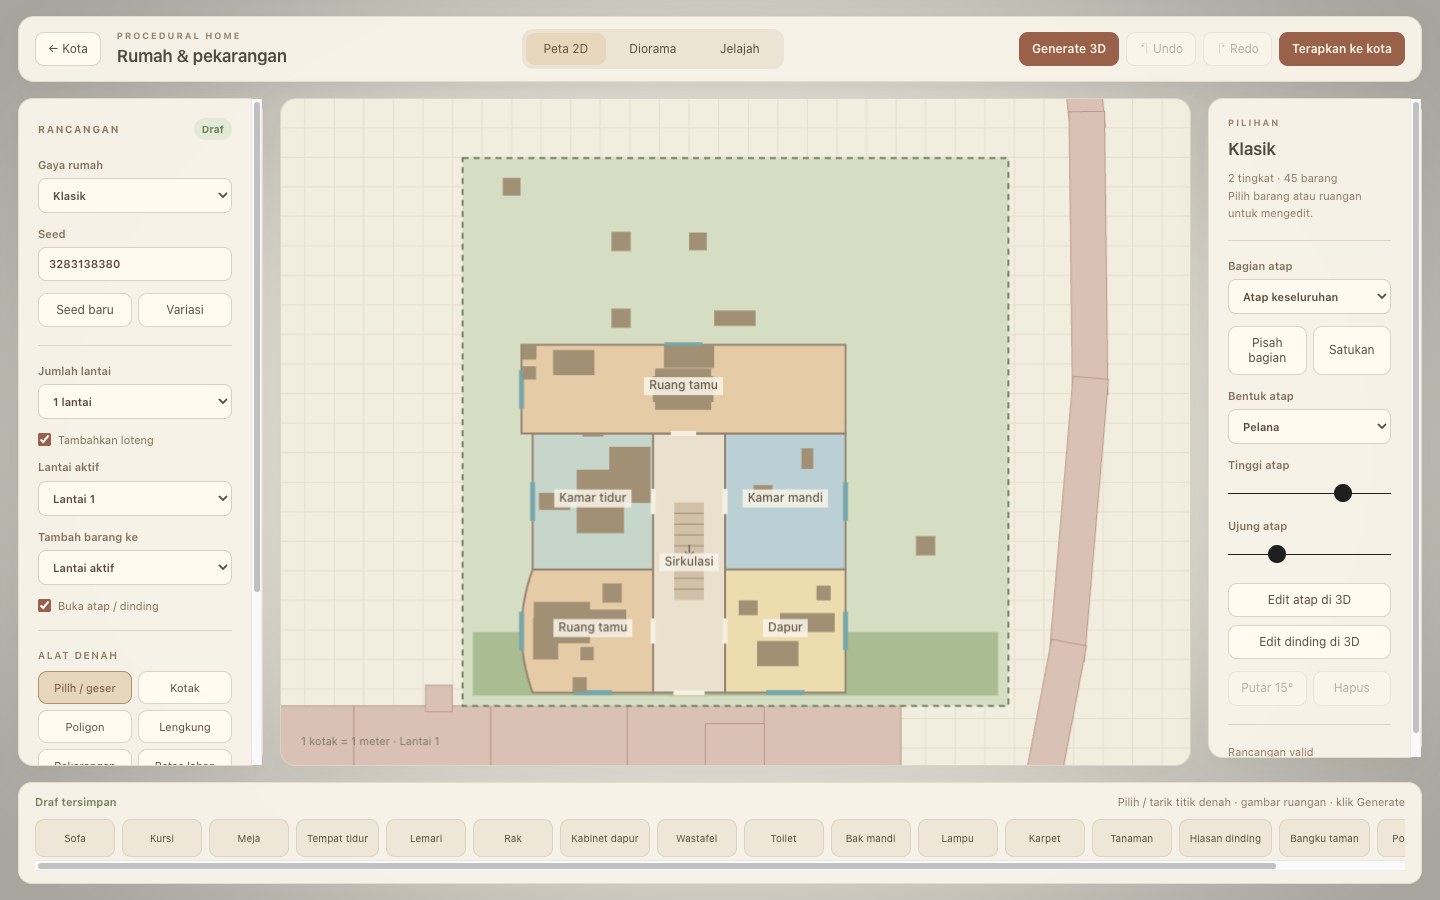 ← Kota
PROCEDURAL HOME
Rumah & pekarangan
Peta 2D
Diorama
Jelajah
Generate 3D
Undo
Redo
Terapkan ke kota
RANCANGAN
Draf
Gaya rumah
Klasik
Seed
3283138380
Seed baru
Variasi
Jumlah lantai
1 lantai
Tambahkan loteng
Lantai aktif
Lantai 1
Tambah barang ke
Lantai aktif
Buka atap / dinding
ALAT DENAH
Pilih / geser
Kotak
Poligon
Lengkung
Pekarangan
Batas lahan
Ruang tamu
Kamar tidur
Kamar mandi
Sirkulasi
Ruang tamu
Dapur
1 kotak = 1 meter · Lantai 1
PILIHAN
Klasik
2 tingkat · 45 barang
Pilih barang atau ruangan
untuk mengedit.
Bagian atap
Atap keseluruhan
Pisah
bagian
Satukan
Bentuk atap
Pelana
Tinggi atap
Ujung atap
Edit atap di 3D
Edit dinding di 3D
Putar 15°
Hapus
Rancangan valid
Draf tersimpan
Pilih / tarik titik denah · gambar ruangan · klik Generate
Sofa
Kursi
Meja
Tempat tidur
Lemari
Rak
Kabinet dapur
Wastafel
Toilet
Bak mandi
Lampu
Karpet
Tanaman
Hiasan dinding
Bangku taman
Po